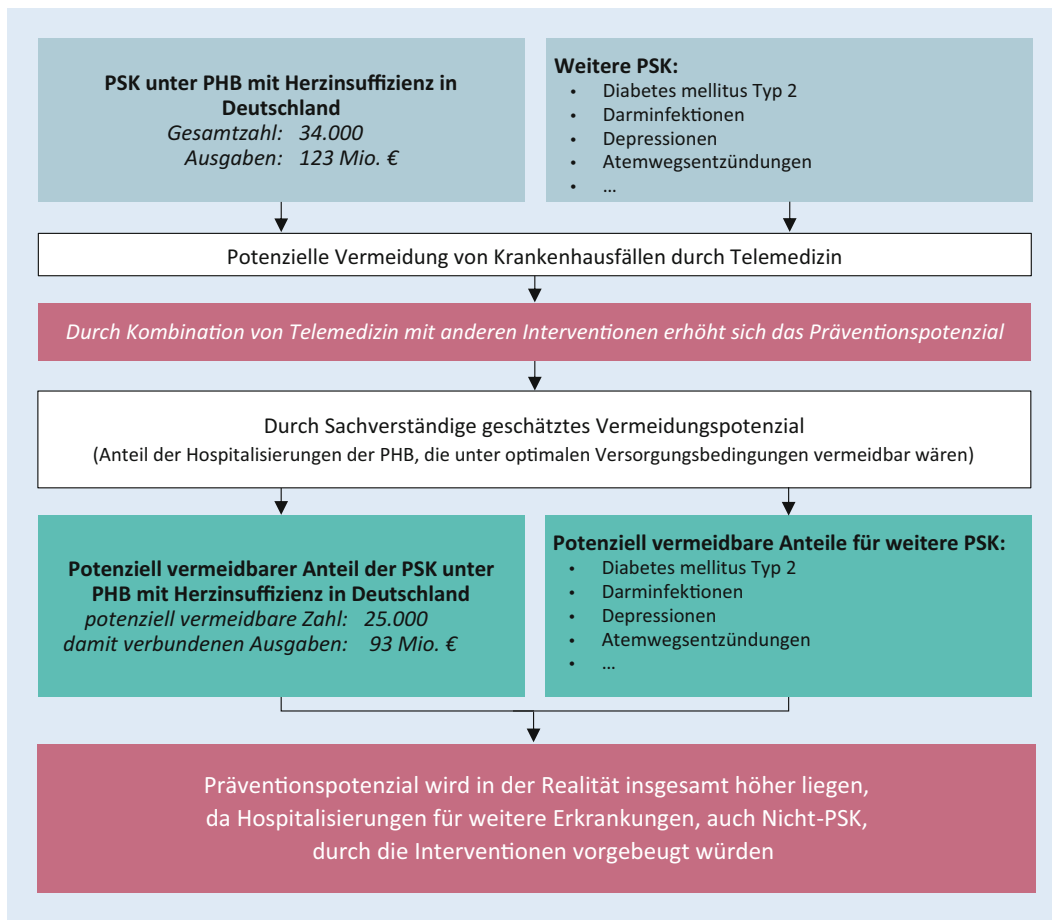 PSK unter PHB mit Herzinsuffizienz in
Deutschland
Gesamtzahl: 34.000
Ausgaben: 123 Mio. €
Weitere PSK:
• Diabetes mellitus Typ 2
• Darminfektionen
• Depressionen
• Atemwegsentzündungen
• ...
Potenzielle Vermeidung von Krankenhausfällen durch Telemedizin
Durch Kombination von Telemedizin mit anderen Interventionen erhöht sich das Präventionspotenzial
Durch Sachverständige geschätztes Vermeidungspotenzial
(Anteil der Hospitalisierungen der PHB, die unter optimalen Versorgungsbedingungen vermeidbar wären)
Potenziell vermeidbarer Anteil der PSK unter
PHB mit Herzinsuffizienz in Deutschland
potenziell vermeidbare Zahl: 25.000
damit verbundenen Ausgaben: 93 Mio. €
Potenziell vermeidbare Anteile für weitere PSK:
• Diabetes mellitus Typ 2
• Darminfektionen
• Depressionen
• Atemwegsentzündungen
• ...
Präventionspotenzial wird in der Realität insgesamt höher liegen,
da Hospitalisierungen für weitere Erkrankungen, auch Nicht-PSK,
durch die Interventionen vorgebeugt würden